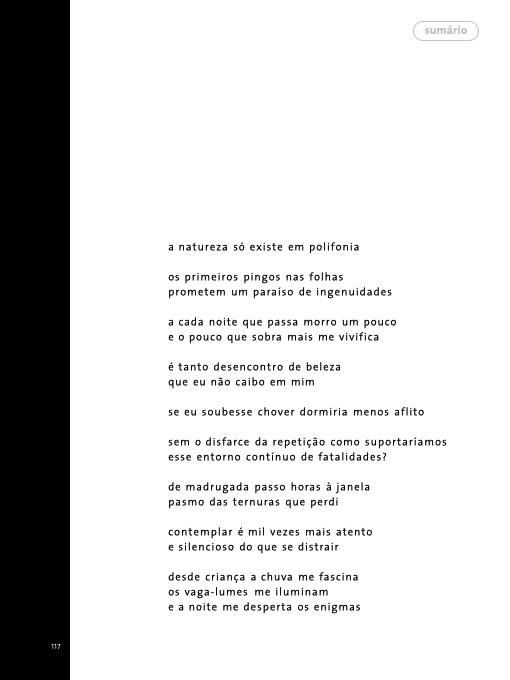 sumário
a natureza só existe em polifonia
os primeiros pingos nas folhas
prometem um paraíso de ingenuidades
a cada noite que passa morro um pouco
e o pouco que sobra mais me vivifica
é tanto desencontro de beleza
que eu não caibo em mim
se eu soubesse chover dormiria menos aflito
sem o disfarce da repetição como suportaríamos
esse entorno contínuo de fatalidades?
de madrugada passo horas à janela
pasmo das ternuras que perdi
contemplar é mil vezes mais atento
e silencioso do que se distrair
desde criança a chuva me fascina
os vaga-lumes me iluminam
e a noite me desperta os enigmas
117